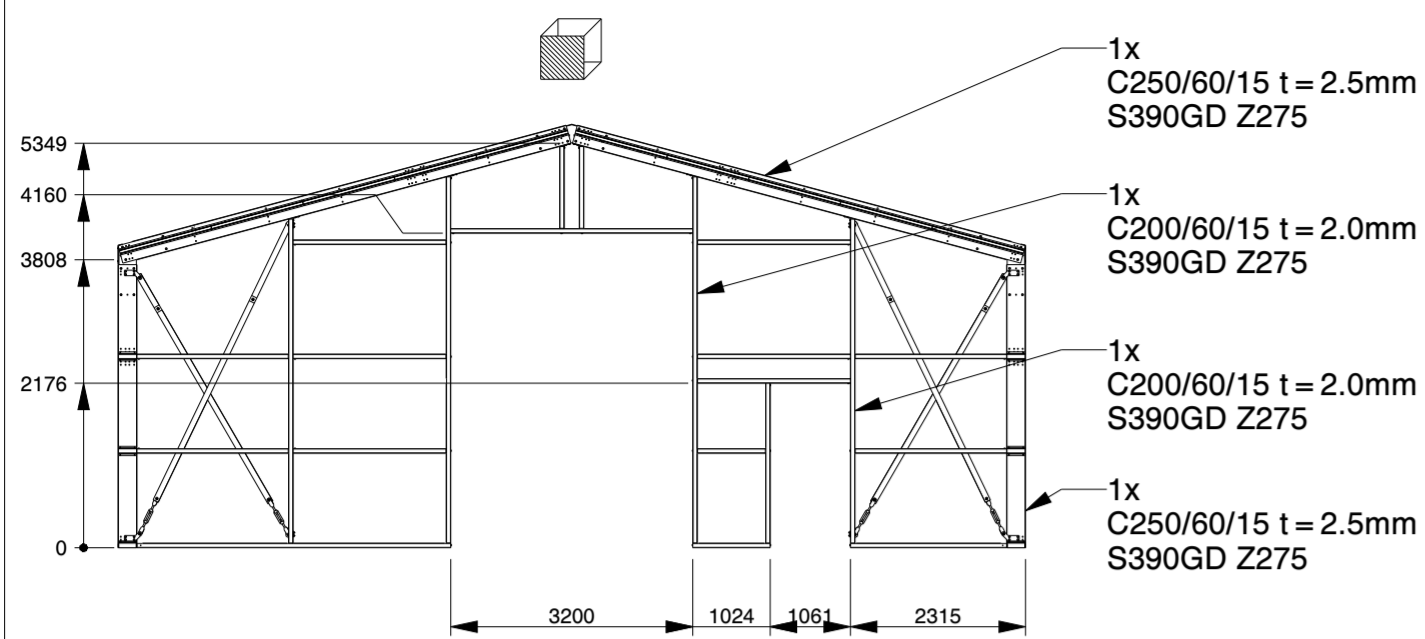 1x
C250/60/15 t = 2.5mm
S390GD Z275
5349
4160
3808
2176
0
1x
C200/60/15 t = 2.0mm
S390GD Z275
1x
C200/60/15 t = 2.0mm
S390GD Z275
1x
C250/60/15 t = 2.5mm
S390GD Z275
3200
1024
1061
2315